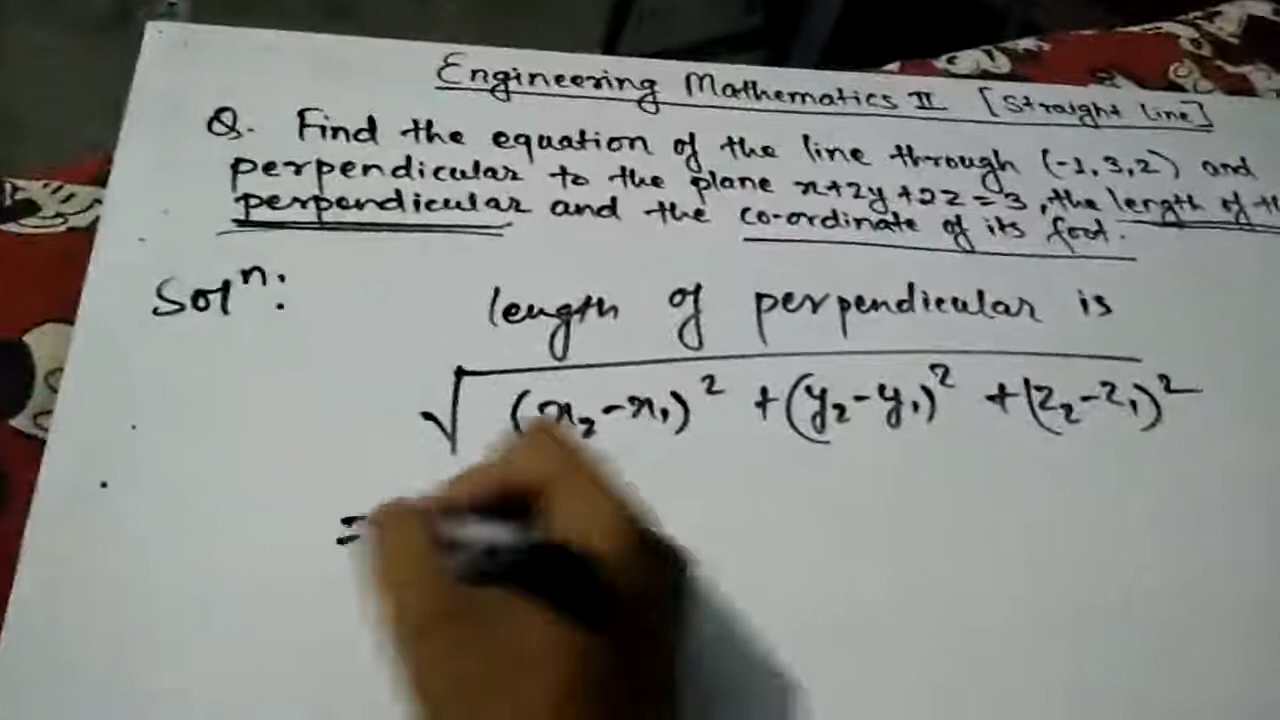 Engineering Mathematics II [Straight Line]
Q. Find the equation of the line through (-1, 3, 2) and
perpendicular to the plane x+2y+2z=3, the length of
perpendicular and the co-ordinate of its foot.
Solⁿ: length of perpendicular is
√(x₂-x₁)² + (y₂-y₁)² + (z₂-z₁)²
=